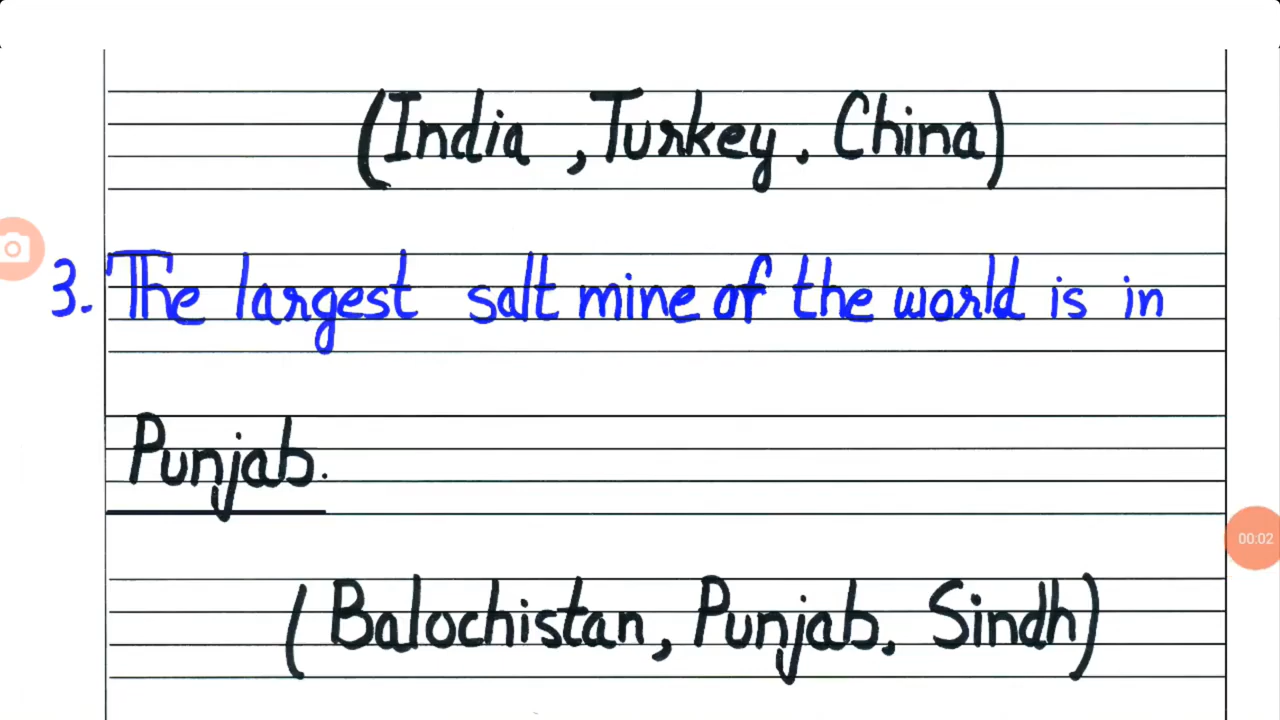 (India , Turkey, China)
3. The largest salt mine of the world is in
Punjab.
(Balochistan, Punjab, Sindh)
00:02